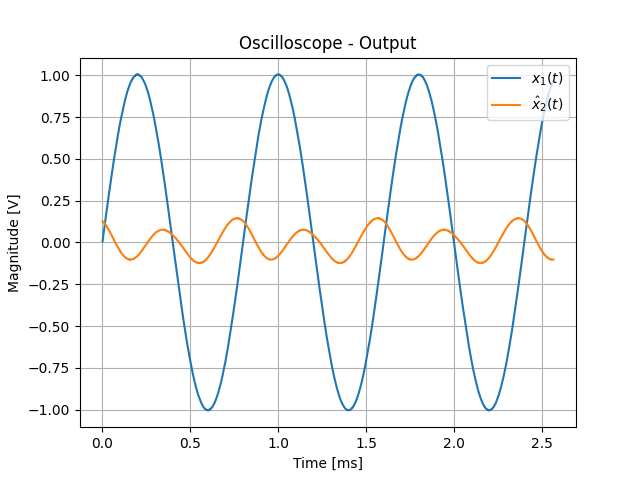 Oscilloscope - Output
x₁(t)
x̂₂(t)
Magnitude [V]
1.00
0.75
0.50
0.25
0.00
−0.25
−0.50
−0.75
−1.00
0.0 0.5 1.0 1.5 2.0 2.5
Time [ms]